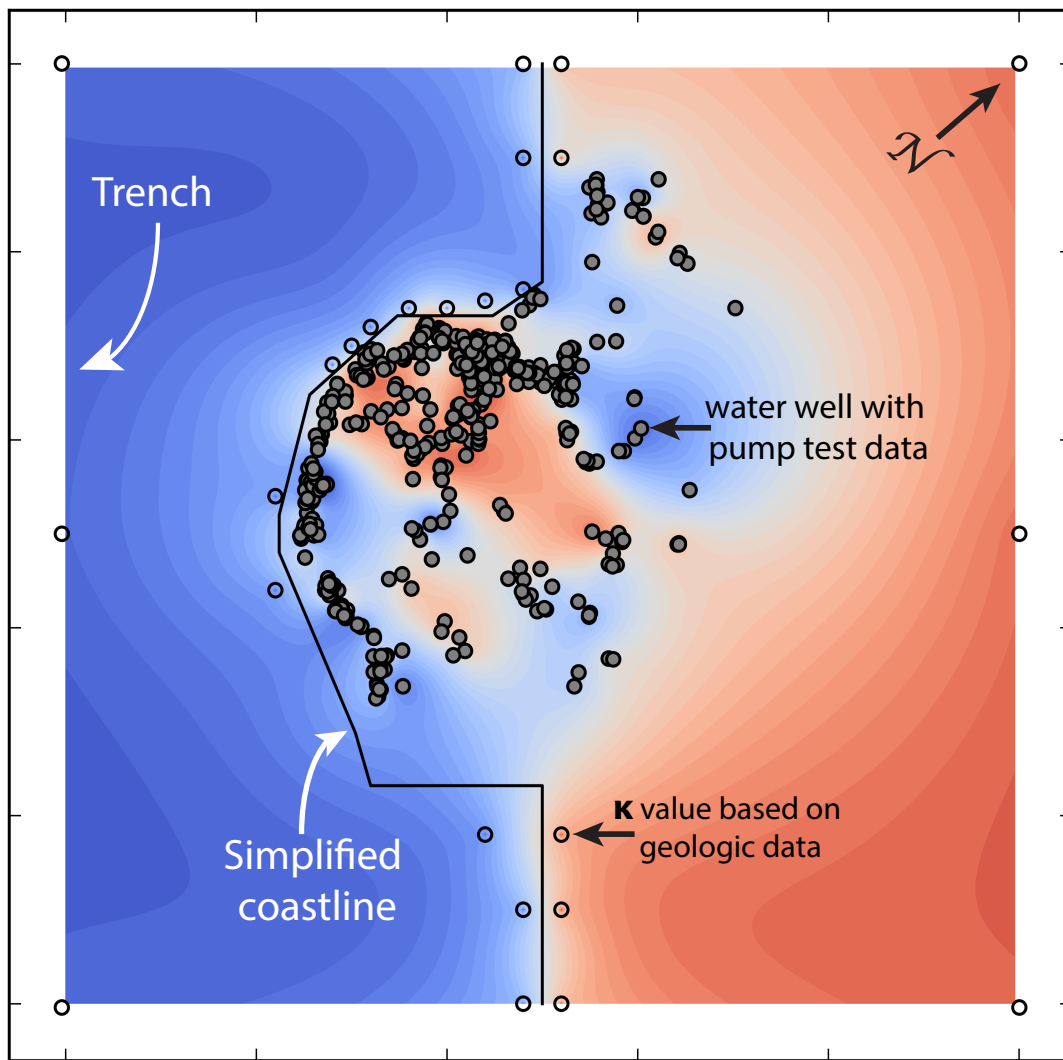 N
Trench
water well with
pump test data
κ value based on
geologic data
Simplified
coastline